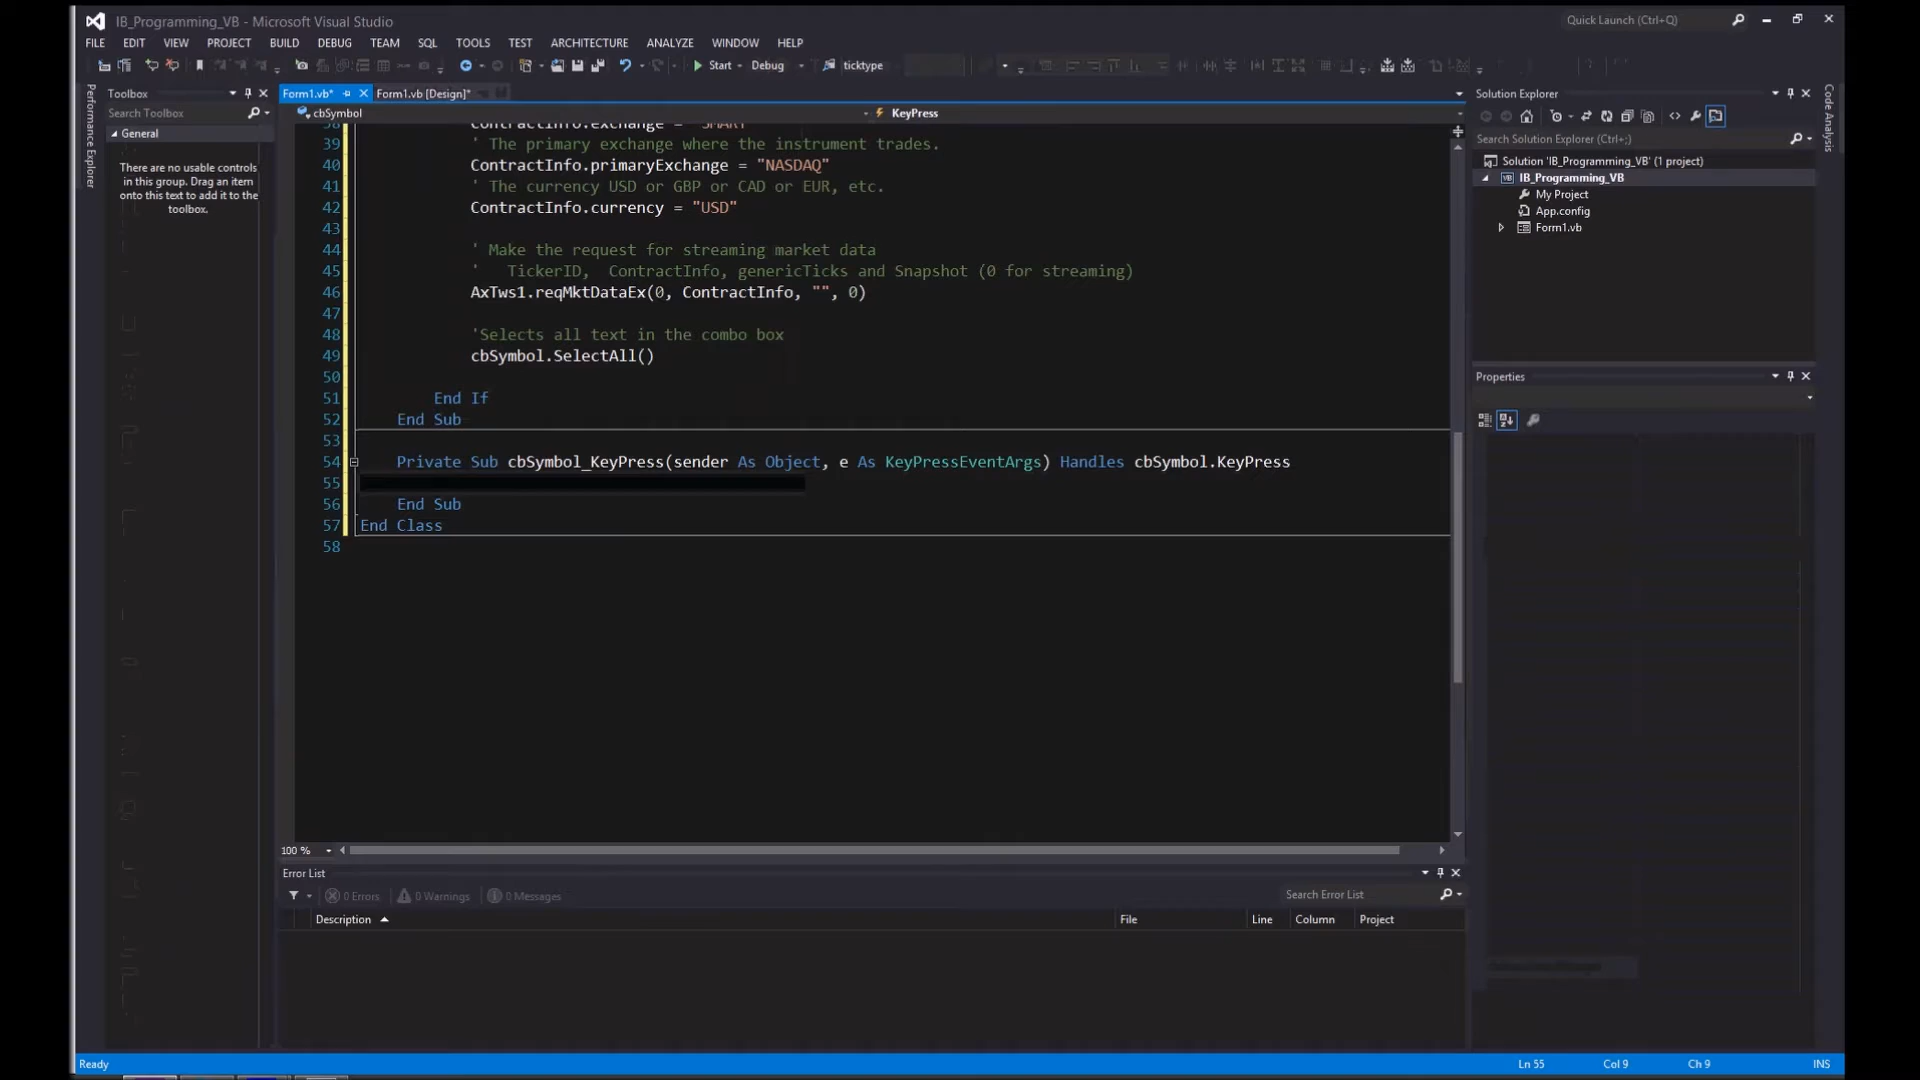 IB_Programming_VB - Microsoft Visual Studio
Quick Launch (Ctrl+Q)
FILE EDIT VIEW PROJECT BUILD DEBUG TEAM SQL TOOLS TEST ARCHITECTURE ANALYZE WINDOW HELP
Start Debug ticktype
Performance Explorer
Toolbox
Search Toolbox
General
There are no usable controls
in this group. Drag an item
onto this text to add it to the
toolbox.
Form1.vb* Form1.vb [Design]*
cbSymbol KeyPress
38 ContractInfo.exchange = "SMART"
39 ' The primary exchange where the instrument trades.
40 ContractInfo.primaryExchange = "NASDAQ"
41 ' The currency USD or GBP or CAD or EUR, etc.
42 ContractInfo.currency = "USD"
43
44 ' Make the request for streaming market data
45 ' TickerID, ContractInfo, genericTicks and Snapshot (0 for streaming)
46 AxTws1.reqMktDataEx(0, ContractInfo, "", 0)
47
48 'Selects all text in the combo box
49 cbSymbol.SelectAll()
50
51 End If
52 End Sub
53
54 Private Sub cbSymbol_KeyPress(sender As Object, e As KeyPressEventArgs) Handles cbSymbol.KeyPress
55
56 End Sub
57 End Class
58
100 %
Error List
0 Errors 0 Warnings 0 Messages
Search Error List
Description File Line Column Project
Solution Explorer
Search Solution Explorer (Ctrl+;)
Solution 'IB_Programming_VB' (1 project)
IB_Programming_VB
My Project
App.config
Form1.vb
Properties
Code Analysis
Ready Ln 55 Col 9 Ch 9 INS